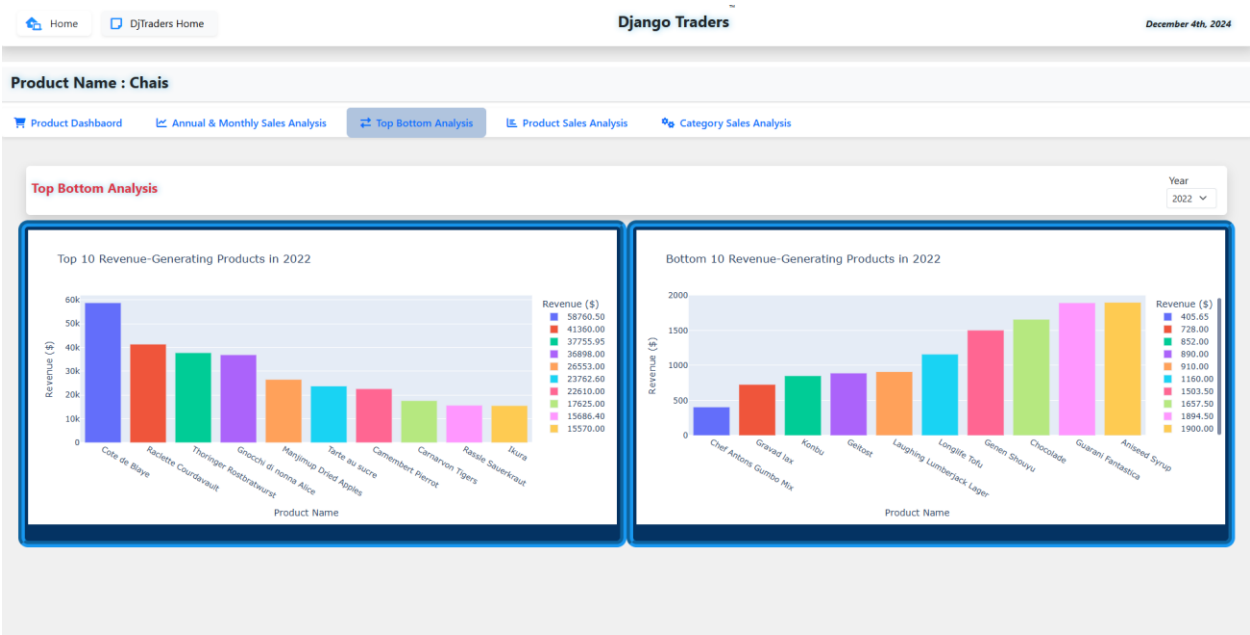 Home
DjTraders Home
Django Traders
December 4th, 2024
Product Name : Chais
Product Dashbaord
Annual & Monthly Sales Analysis
Top Bottom Analysis
Product Sales Analysis
Category Sales Analysis
Top Bottom Analysis
Year
2022
Top 10 Revenue-Generating Products in 2022
Revenue ($)
60k
50k
40k
30k
20k
10k
0
Cote de Blaye
Raclette Courdavault
Thoringer Rostbratwurst
Gnocchi di nonna Alice
Manjimup Dried Apples
Tarte au sucre
Camembert Pierrot
Carnarvon Tigers
Rassle Sauerkraut
Ikura
Product Name
Revenue ($)
58760.50
41360.00
37755.95
36898.00
26553.00
23762.60
22610.00
17625.00
15686.40
15570.00
Bottom 10 Revenue-Generating Products in 2022
Revenue ($)
2000
1500
1000
500
0
Chef Antons Gumbo Mix
Gravad lax
Konbu
Geitost
Laughing Lumberjack Lager
Longlife Tofu
Genen Shouyu
Chocolade
Guarani Fantastica
Aniseed Syrup
Product Name
Revenue ($)
405.65
728.00
852.00
890.00
910.00
1160.00
1503.50
1657.50
1894.50
1900.00